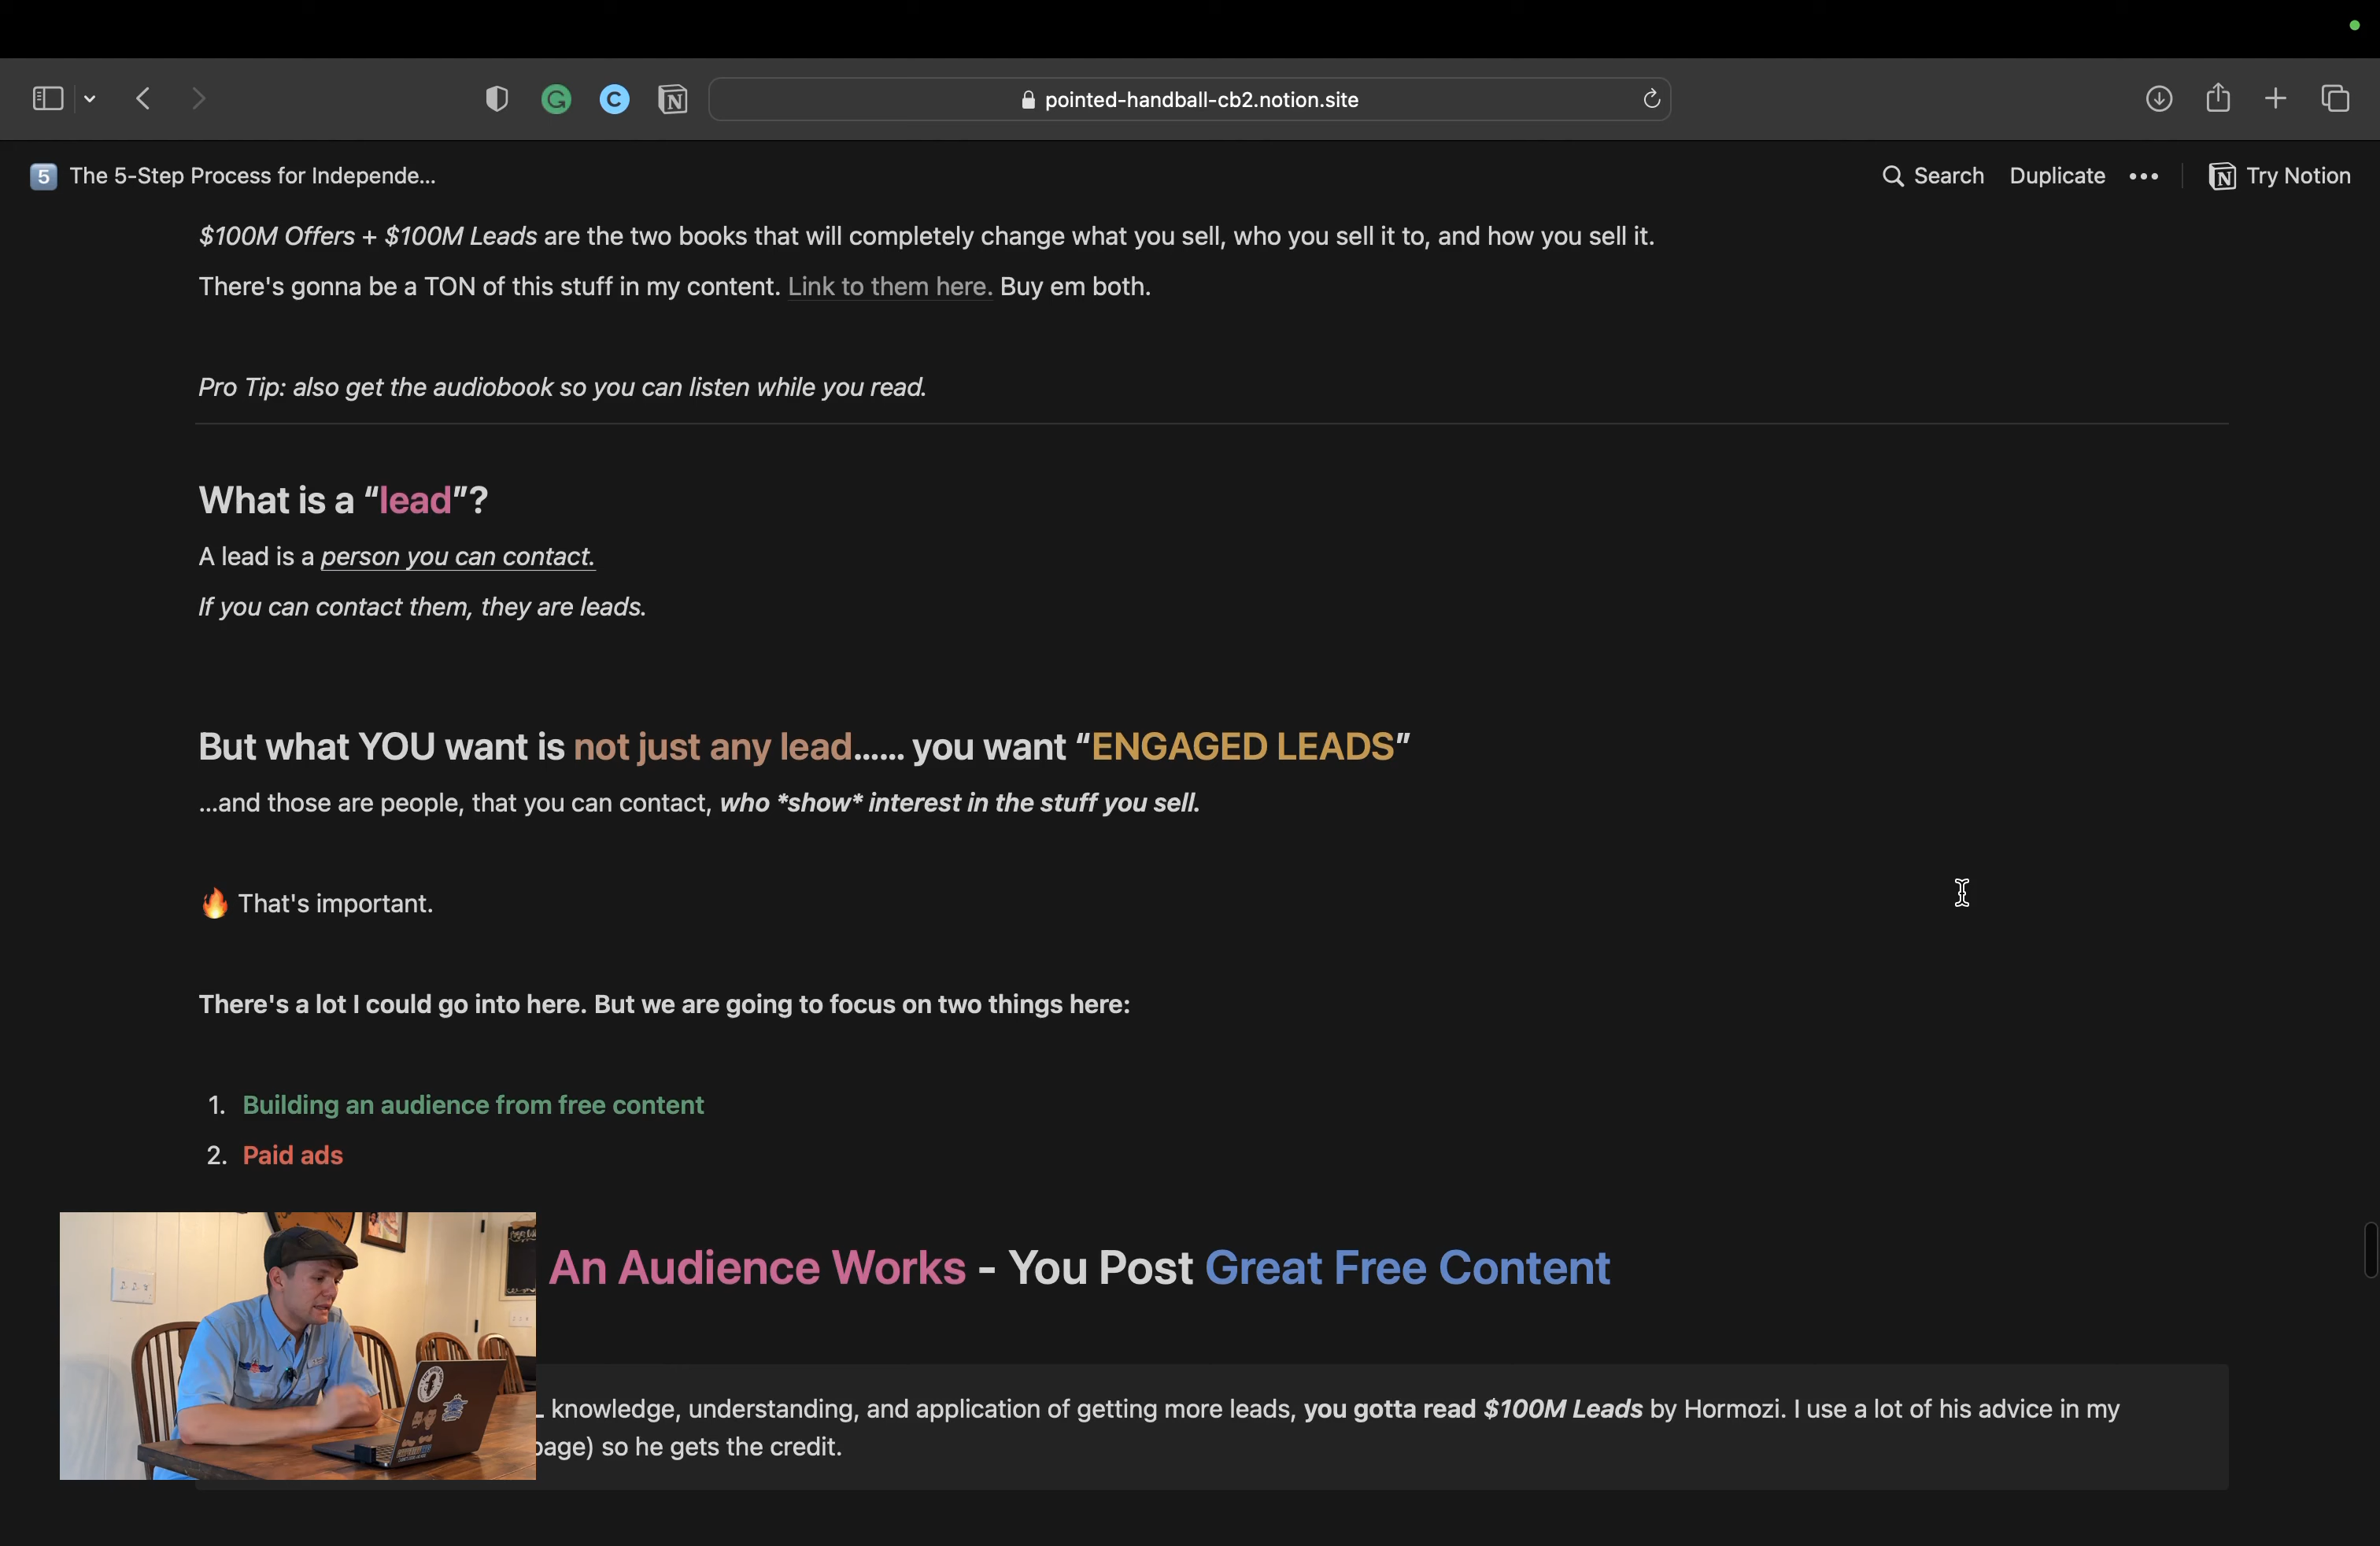 pointed-handball-cb2.notion.site
5 The 5-Step Process for Independe...
Search Duplicate ••• Try Notion
$100M Offers + $100M Leads are the two books that will completely change what you sell, who you sell it to, and how you sell it.
There's gonna be a TON of this stuff in my content. Link to them here. Buy em both.
Pro Tip: also get the audiobook so you can listen while you read.
What is a “lead”?
A lead is a person you can contact.
If you can contact them, they are leads.
But what YOU want is not just any lead...... you want “ENGAGED LEADS”
...and those are people, that you can contact, who *show* interest in the stuff you sell.
🔥 That's important.
There's a lot I could go into here. But we are going to focus on two things here:
1. Building an audience from free content
2. Paid ads
An Audience Works - You Post Great Free Content
knowledge, understanding, and application of getting more leads, you gotta read $100M Leads by Hormozi. I use a lot of his advice in my
page) so he gets the credit.